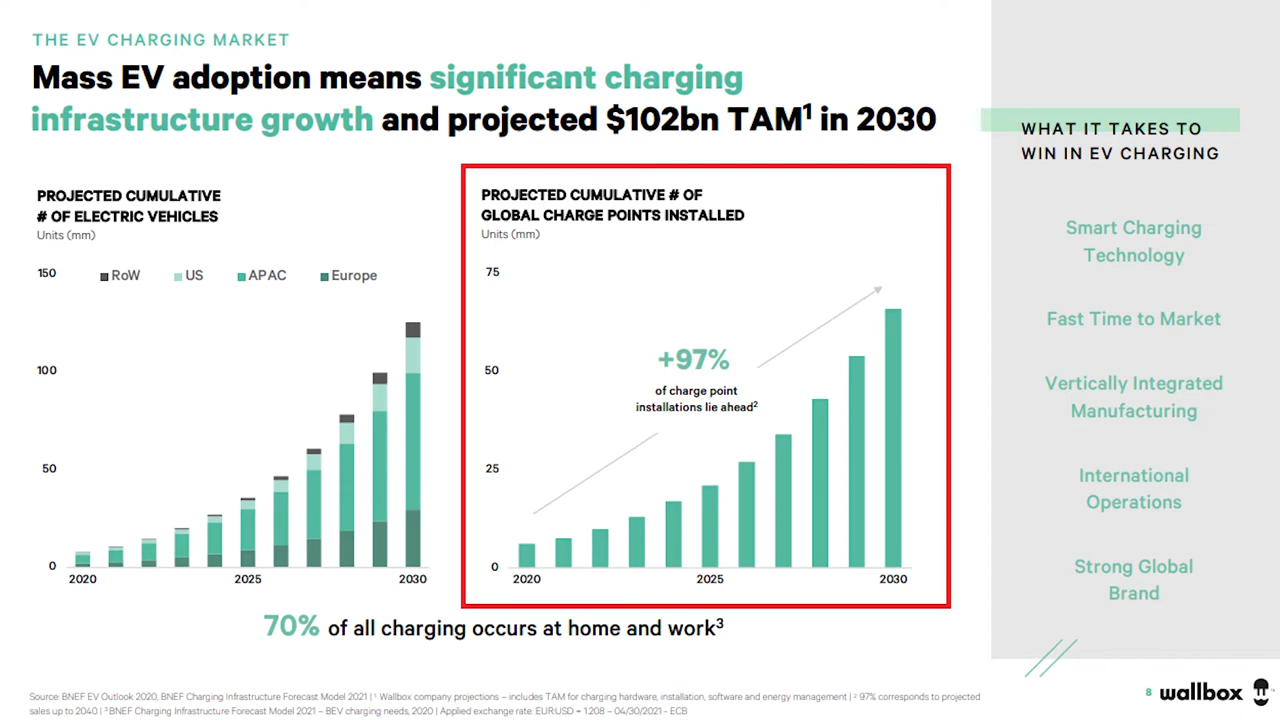 THE EV CHARGING MARKET
Mass EV adoption means significant charging
infrastructure growth and projected $102bn TAM¹ in 2030
PROJECTED CUMULATIVE
# OF ELECTRIC VEHICLES
Units (mm)
150
RoW US APAC Europe
100
50
0
2020 2025 2030
PROJECTED CUMULATIVE # OF
GLOBAL CHARGE POINTS INSTALLED
Units (mm)
75
50
+97%
of charge point
installations lie ahead²
25
0
2020 2025 2030
70% of all charging occurs at home and work³
WHAT IT TAKES TO
WIN IN EV CHARGING
Smart Charging
Technology
Fast Time to Market
Vertically Integrated
Manufacturing
International
Operations
Strong Global
Brand
Source: BNEF EV Outlook 2020, BNEF Charging Infrastructure Forecast Model 2021 | ¹ Wallbox company projections – includes TAM for charging hardware, installation, software and energy management | ² 97% corresponds to projected
sales up to 2040 | ³ BNEF Charging Infrastructure Forecast Model 2021 – BEV charging needs, 2020 | Applied exchange rate: EUR:USD = 1.208 – 04/30/2021 - ECB
8 wallbox